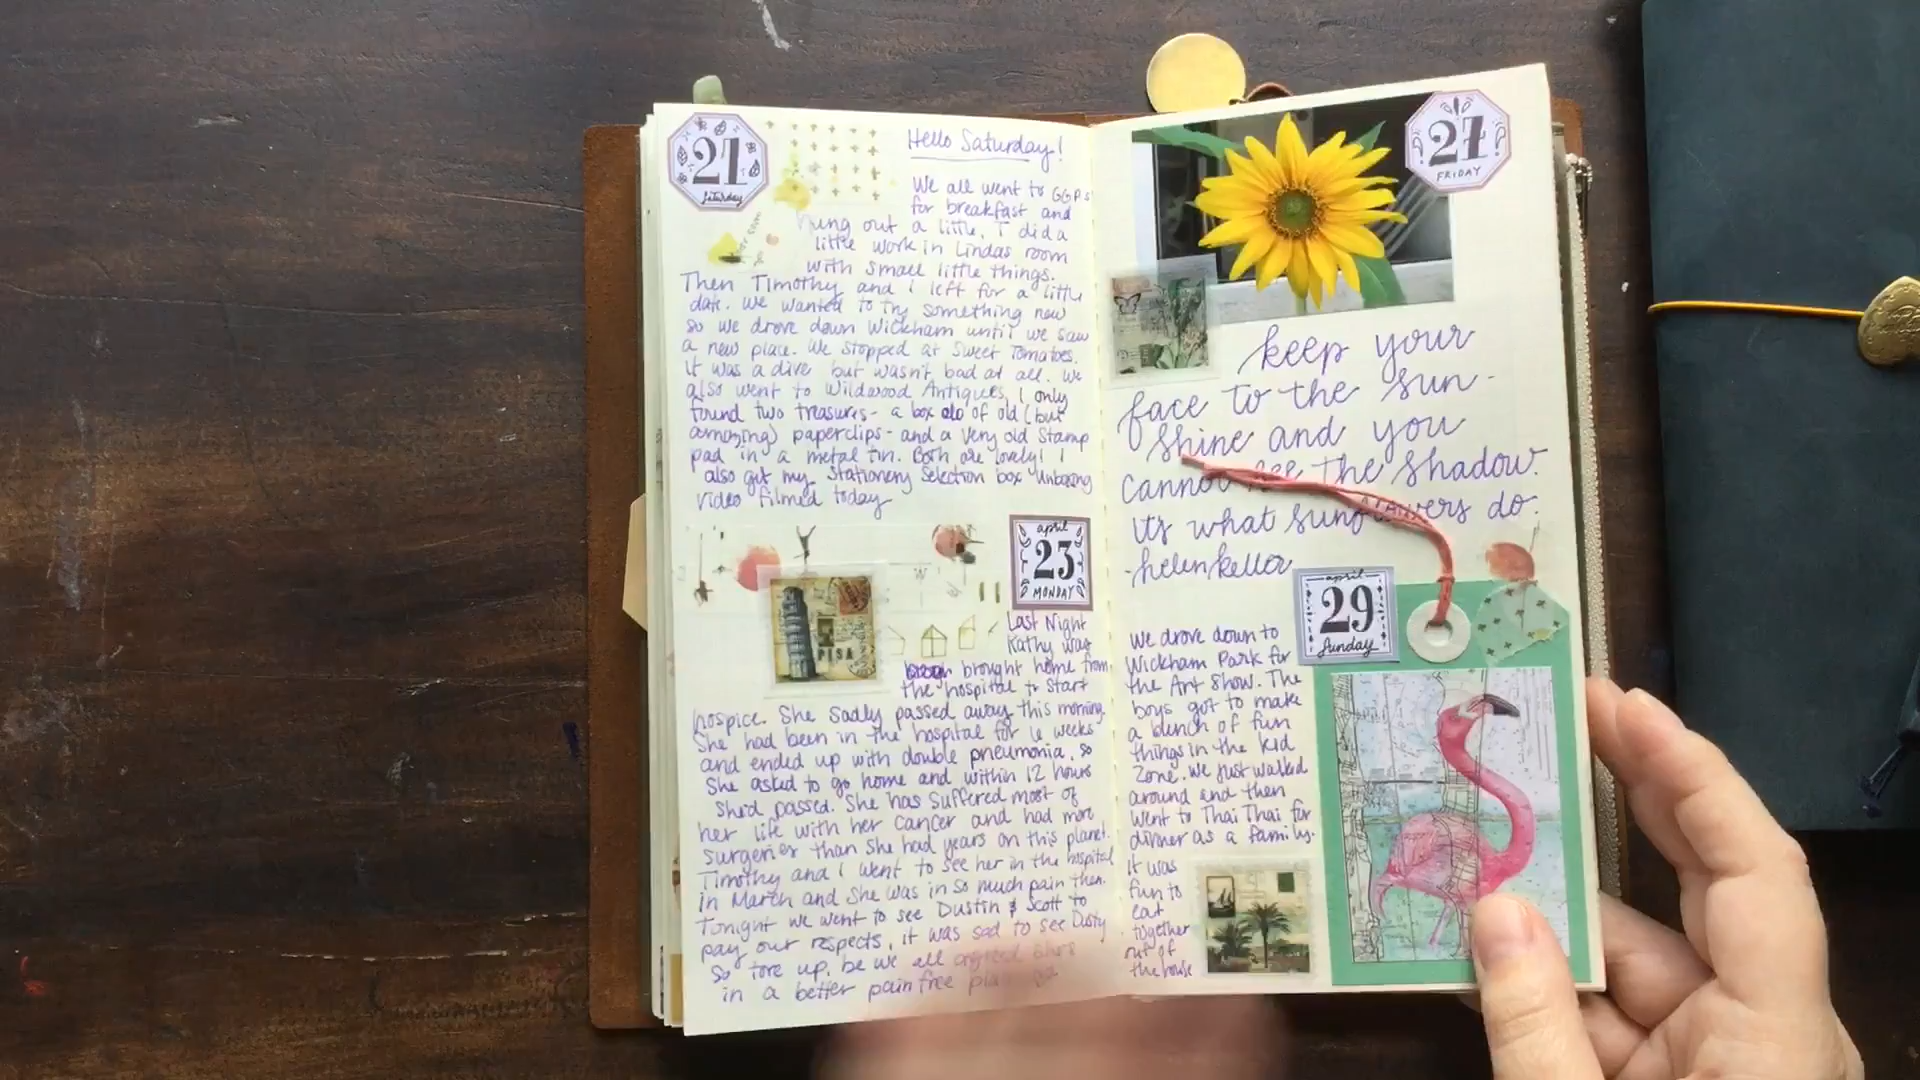 21
Saturday
Hello Saturday!
We all went to GGPs
for breakfast and
hung out a little. I did a
little work in Lindas room
with small little things.
Then Timothy and I left for a little
date. We wanted to try something new
so we drove down Wickham until we saw
a new place. We stopped at Sweet Tomatoes.
It was a dive but wasn't bad at all. We
also went to Wildwood Antiques, I only
found two treasures- a box of old (but
amazing) paperclips- and a very old stamp
pad in a metal tin. Both are lovely! I
also got my Stationery Selection box unboxing
video filmed today
april
23
MONDAY
PISA
Last Night
Kathy was
brought home from
the hospital to start
hospice. She sadly passed away this morning.
She had been in the hospital for 6 weeks
and ended up with double pneumonia. So
She asked to go home and within 12 hours
She'd passed. She has suffered most of
her life with her cancer and had more
surgeries than she had years on this planet.
Timothy and I went to see her in the hospital
in March and She was in so much pain then.
Tonight we went to see Dustin & Scott to
pay our respects, it was sad to see Dusty
so tore up, be we all agreed
in a better pain free
27
FRIDAY
keep your
face to the sun-
shine and you
cannot see the shadow.
It's what sunflowers do.
-helen keller
april
29
Sunday
We drove down to
Wickham Park for
the Art Show. The
boys got to make
a bunch of fun
things in the kid
zone. We just walked
around and then
went to Thai Thai for
dinner as a family.
It was
fun to
eat
together
out of
the house